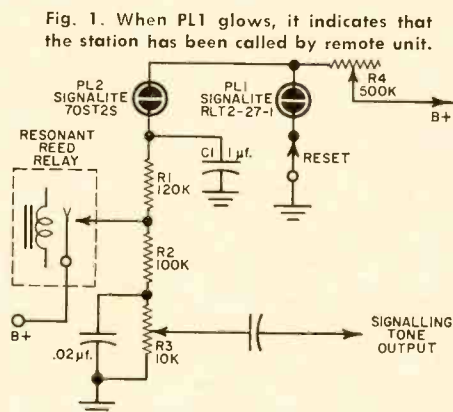 Fig. 1. When PL1 glows, it indicates that
the station has been called by remote unit.
PL2
SIGNALITE
70ST2S
PL1
SIGNALITE
RLT2-27-1
R4
500K
B+
RESONANT
REED
RELAY
C1 1 µf.
RESET
R1
120K
R2
100K
B+
.02µf.
R3
10K
SIGNALLING
TONE
OUTPUT